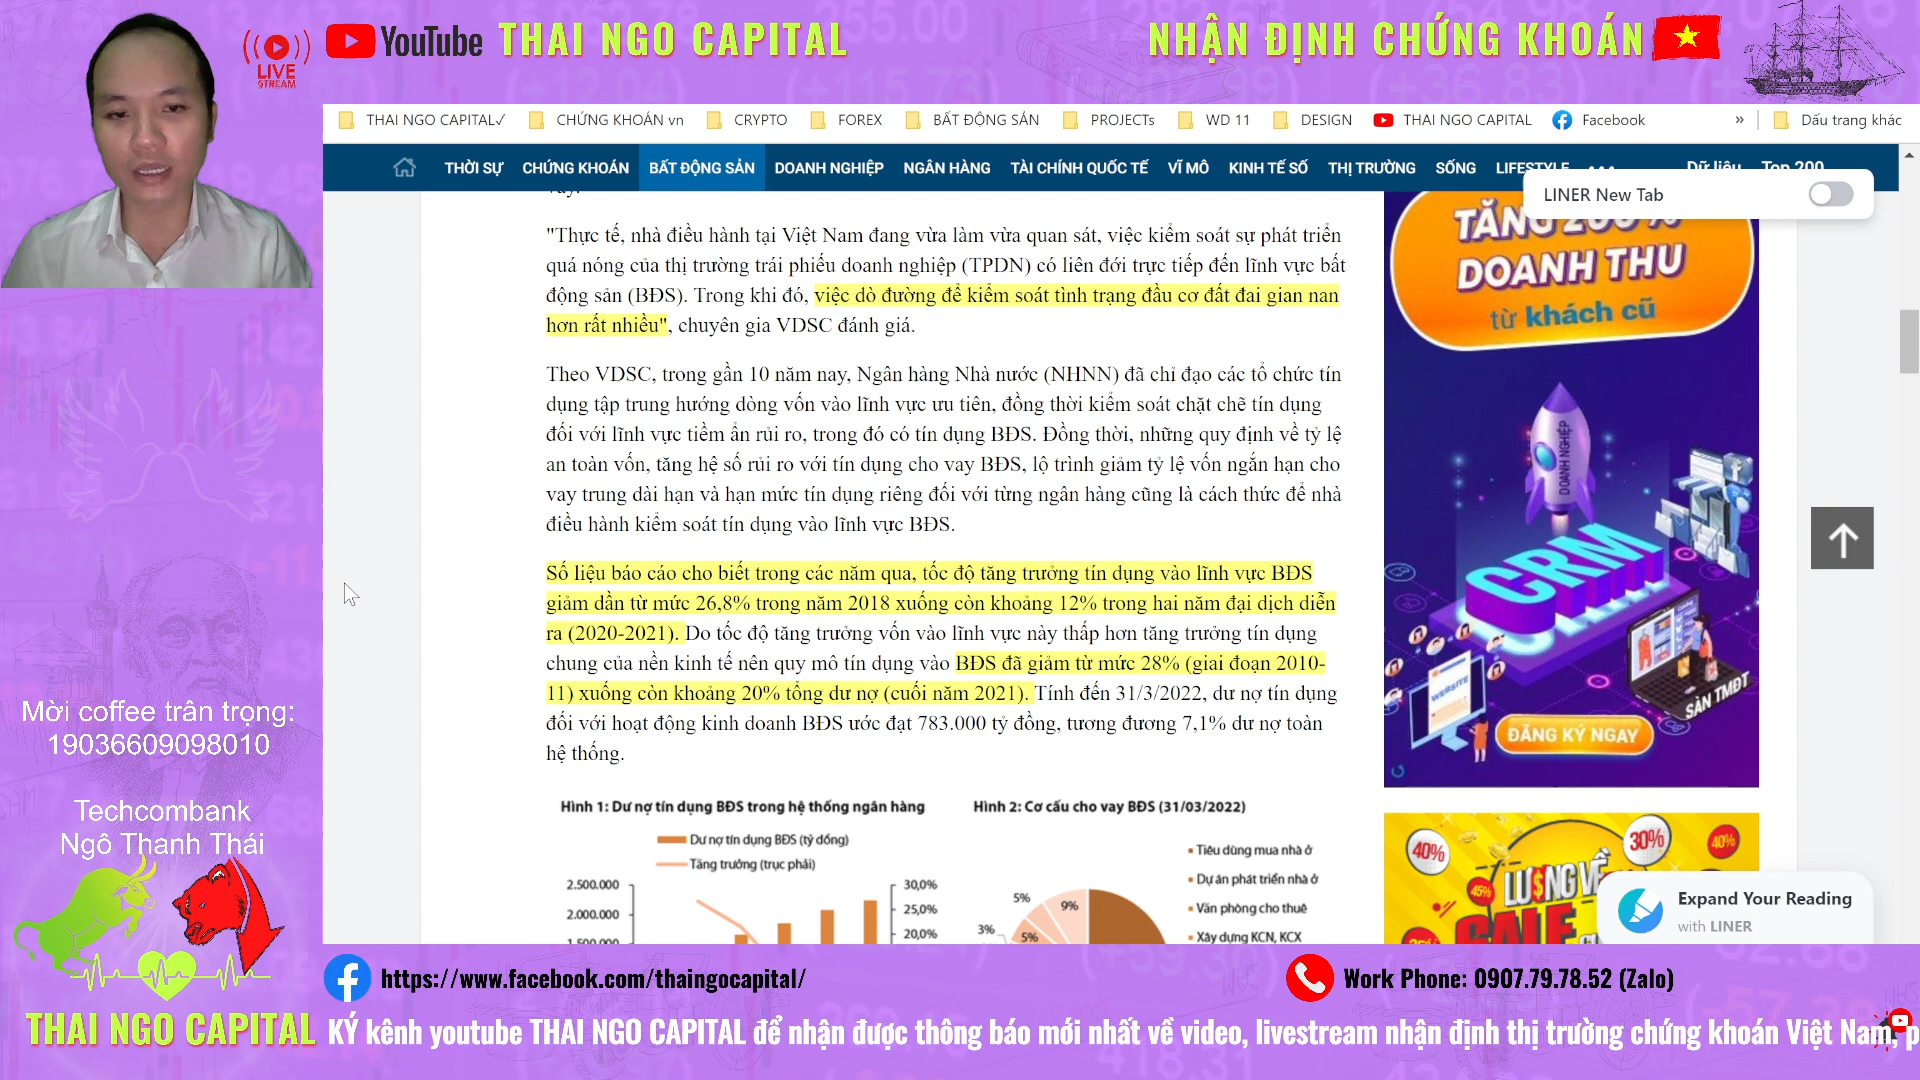 LIVE
STREAM
YouTube THAI NGO CAPITAL
NHẬN ĐỊNH CHỨNG KHOÁN
THAI NGO CAPITAL✓ CHỨNG KHOÁN vn CRYPTO FOREX BẤT ĐỘNG SẢN PROJECTs WD 11 DESIGN THAI NGO CAPITAL Facebook » Dấu trang khác
THỜI SỰ CHỨNG KHOÁN BẤT ĐỘNG SẢN DOANH NGHIỆP NGÂN HÀNG TÀI CHÍNH QUỐC TẾ VĨ MÔ KINH TẾ SỐ THỊ TRƯỜNG SỐNG LIFESTYLE Dữ liệu Top 200
LINER New Tab
vay.
"Thực tế, nhà điều hành tại Việt Nam đang vừa làm vừa quan sát, việc kiểm soát sự phát triển
quá nóng của thị trường trái phiếu doanh nghiệp (TPDN) có liên đới trực tiếp đến lĩnh vực bất
động sản (BĐS). Trong khi đó, việc dò đường để kiểm soát tình trạng đầu cơ đất đai gian nan
hơn rất nhiều", chuyên gia VDSC đánh giá.
Theo VDSC, trong gần 10 năm nay, Ngân hàng Nhà nước (NHNN) đã chỉ đạo các tổ chức tín
dụng tập trung hướng dòng vốn vào lĩnh vực ưu tiên, đồng thời kiểm soát chặt chẽ tín dụng
đối với lĩnh vực tiềm ẩn rủi ro, trong đó có tín dụng BĐS. Đồng thời, những quy định về tỷ lệ
an toàn vốn, tăng hệ số rủi ro với tín dụng cho vay BĐS, lộ trình giảm tỷ lệ vốn ngắn hạn cho
vay trung dài hạn và hạn mức tín dụng riêng đối với từng ngân hàng cũng là cách thức để nhà
điều hành kiểm soát tín dụng vào lĩnh vực BĐS.
Số liệu báo cáo cho biết trong các năm qua, tốc độ tăng trưởng tín dụng vào lĩnh vực BĐS
giảm dần từ mức 26,8% trong năm 2018 xuống còn khoảng 12% trong hai năm đại dịch diễn
ra (2020-2021). Do tốc độ tăng trưởng vốn vào lĩnh vực này thấp hơn tăng trưởng tín dụng
chung của nền kinh tế nên quy mô tín dụng vào BĐS đã giảm từ mức 28% (giai đoạn 2010-
11) xuống còn khoảng 20% tổng dư nợ (cuối năm 2021). Tính đến 31/3/2022, dư nợ tín dụng
đối với hoạt động kinh doanh BĐS ước đạt 783.000 tỷ đồng, tương đương 7,1% dư nợ toàn
hệ thống.
Hình 1: Dư nợ tín dụng BĐS trong hệ thống ngân hàng
Dư nợ tín dụng BĐS (tỷ đồng)
Tăng trưởng (trục phải)
2.500.000 30,0%
2.000.000 25,0%
1.500.000 20,0%
Hình 2: Cơ cấu cho vay BĐS (31/03/2022)
Tiêu dùng mua nhà ở
Dự án phát triển nhà ở
Văn phòng cho thuê
Xây dựng KCN, KCX
5%
9%
3%
5%
TĂNG 200%
DOANH THU
từ khách cũ
DOANH NGHIỆP
CRM
WEBSITE
SÀN TMĐT
ĐĂNG KÝ NGAY
40%
30%
40%
45%
LƯƠNG VỀ
SALE
Expand Your Reading
with LINER
Mời coffee trân trọng:
19036609098010
Techcombank
Ngô Thanh Thái
THAI NGO CAPITAL
https://www.facebook.com/thaingocapital/
Work Phone: 0907.79.78.52 (Zalo)
KÝ kênh youtube THAI NGO CAPITAL để nhận được thông báo mới nhất về video, livestream nhận định thị trường chứng khoán Việt Nam, p